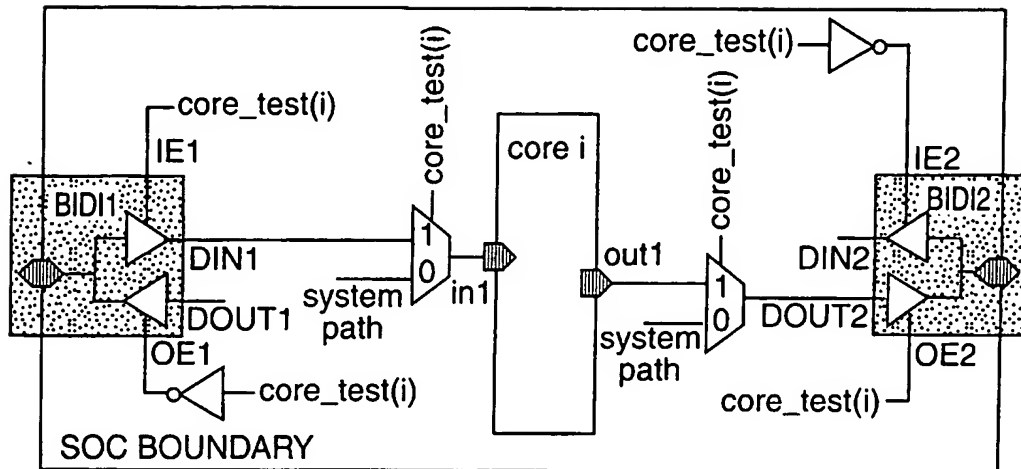 core_test(i)
IE1
BIDI1
DIN1
DOUT1
OE1
core_test(i)
core_test(i)
1
0
system
path
in1
core i
out1
core_test(i)
1
0
system
path
core_test(i)
IE2
BIDI2
DIN2
DOUT2
OE2
core_test(i)
SOC BOUNDARY